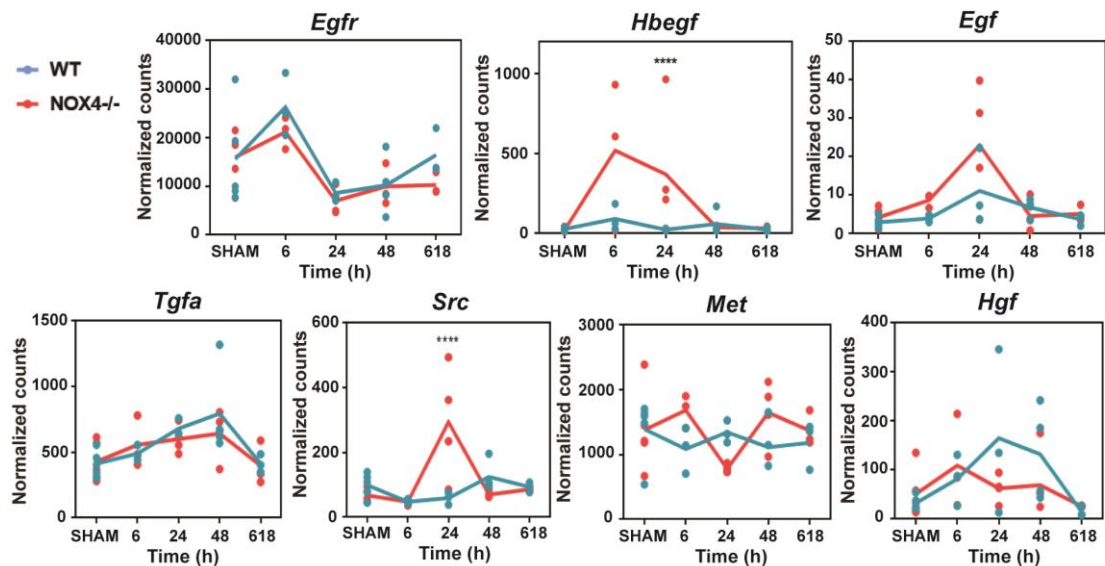 WT
NOX4-/-
Egfr
Normalized counts
40000
30000
20000
10000
0
SHAM 6 24 48 618
Time (h)
Hbegf
Normalized counts
1000
500
0
****
SHAM 6 24 48 618
Time (h)
Egf
Normalized counts
50
40
30
20
10
0
SHAM 6 24 48 618
Time (h)
Tgfa
Normalized counts
1500
1000
500
0
SHAM 6 24 48 618
Time (h)
Src
Normalized counts
600
400
200
0
****
SHAM 6 24 48 618
Time (h)
Met
Normalized counts
3000
2000
1000
0
SHAM 6 24 48 618
Time (h)
Hgf
Normalized counts
400
300
200
100
0
SHAM 6 24 48 618
Time (h)